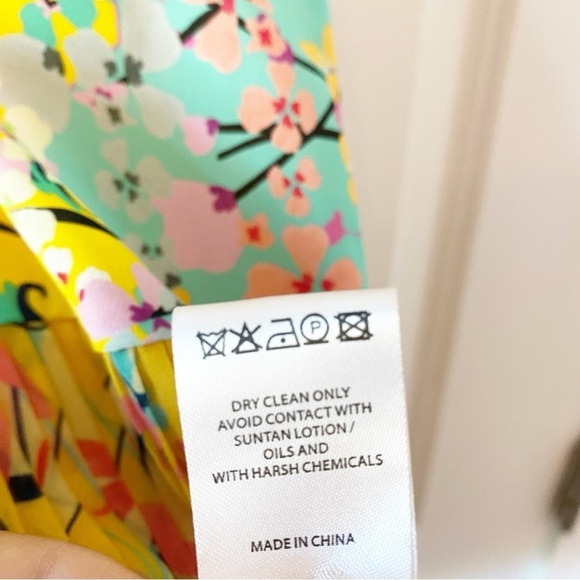 P
DRY CLEAN ONLY
AVOID CONTACT WITH
SUNTAN LOTION /
OILS AND
WITH HARSH CHEMICALS
MADE IN CHINA